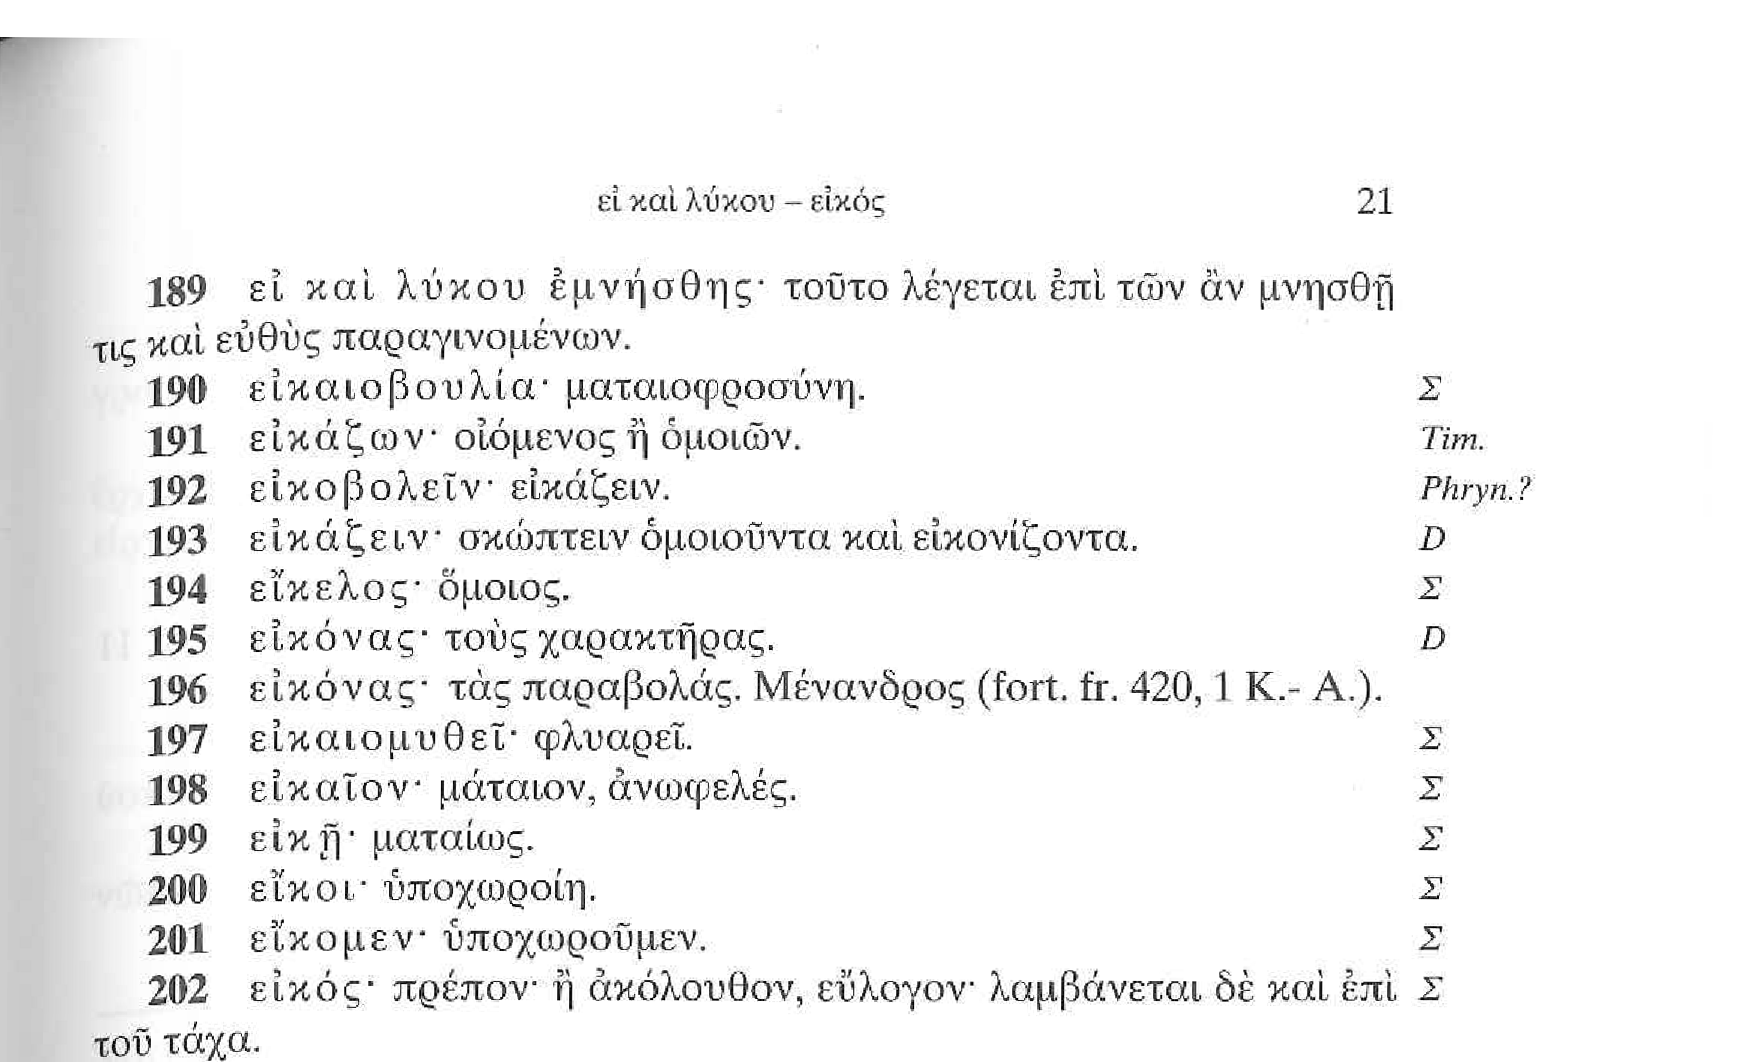 εἰ καὶ λύκου – εἰκός 21
189 εἰ καὶ λύκου ἐμνήσθης· τοῦτο λέγεται ἐπὶ τῶν ἂν μνησθῇ
τις καὶ εὐθὺς παραγινομένων.
190 εἰκαιοβουλία· ματαιοφροσύνη. Σ
191 εἰκάζων· οἰόμενος ἢ ὁμοιῶν. Tim.
192 εἰκοβολεῖν· εἰκάζειν. Phryn.?
193 εἰκάζειν· σκώπτειν ὁμοιοῦντα καὶ εἰκονίζοντα. D
194 εἴκελος· ὅμοιος. Σ
195 εἰκόνας· τοὺς χαρακτῆρας. D
196 εἰκόνας· τὰς παραβολάς. Μένανδρος (fort. fr. 420, 1 K.- A.).
197 εἰκαιομυθεῖ· φλυαρεῖ. Σ
198 εἰκαῖον· μάταιον, ἀνωφελές. Σ
199 εἰκῇ· ματαίως. Σ
200 εἴκοι· ὑποχωροίη. Σ
201 εἴκομεν· ὑποχωροῦμεν. Σ
202 εἰκός· πρέπον· ἢ ἀκόλουθον, εὔλογον· λαμβάνεται δὲ καὶ ἐπὶ Σ
τοῦ τάχα.